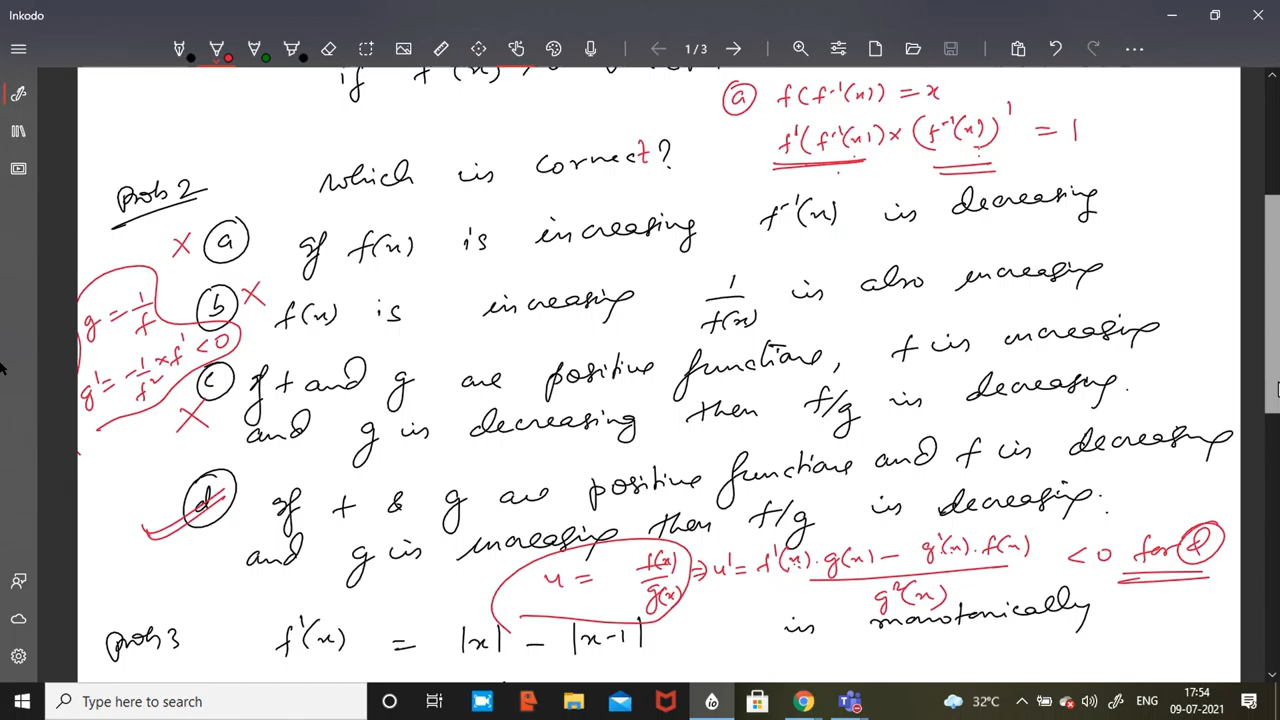 Inkodo
1/3
if f'(x)
ⓐ f(f⁻¹(x)) = x
f'(f⁻¹(x)) × (f⁻¹(x))' = 1
Prob 2 which is correct?
× ⓐ If f(x) is increasing f⁻¹(x) is decreasing
ⓑ × f(x) is increasing 1/f(x) is also increasing
g = 1/f
g' = -1/f² × f' < 0
ⓒ If f and g are positive functions, f is increasing
× and g is decreasing then f/g is decreasing.
ⓓ If f & g are positive functions and f is decreasing
and g is increasing then f/g is decreasing.
u = f(x)/g(x) ⇒ u' = f'(x).g(x) - g'(x).f(x) / g²(x) < 0 for ⓓ
Prob 3 f'(x) = |x| - |x-1| is monotonically
Type here to search
32°C
ENG
17:54
09-07-2021